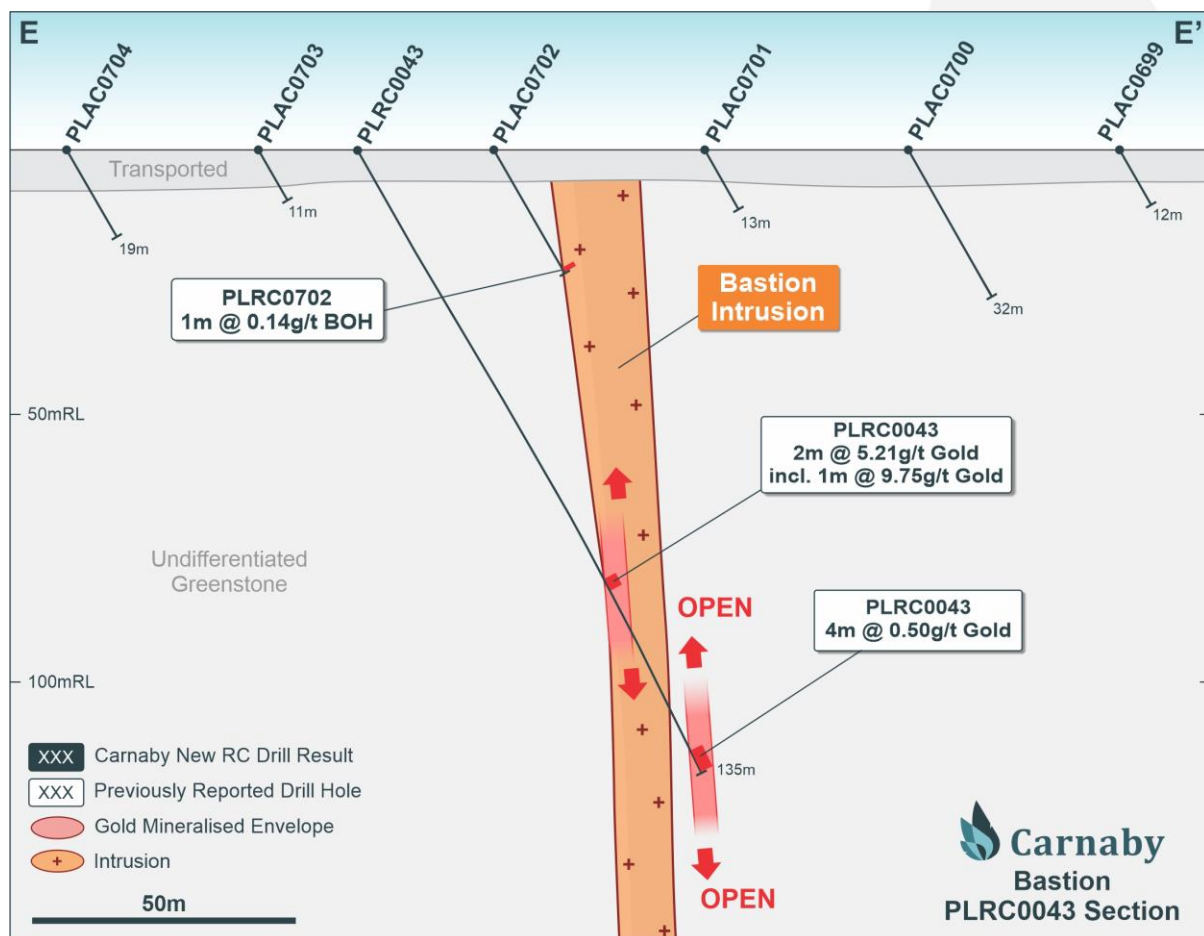 E
E'
PLAC0704
PLAC0703
PLRC0043
PLAC0702
PLAC0701
PLAC0700
PLAC0699
Transported
19m
11m
13m
32m
12m
PLRC0702
1m @ 0.14g/t BOH
Bastion
Intrusion
50mRL
PLRC0043
2m @ 5.21g/t Gold
incl. 1m @ 9.75g/t Gold
Undifferentiated
Greenstone
OPEN
PLRC0043
4m @ 0.50g/t Gold
100mRL
135m
OPEN
XXX Carnaby New RC Drill Result
XXX Previously Reported Drill Hole
Gold Mineralised Envelope
+ Intrusion
50m
Carnaby
Bastion
PLRC0043 Section